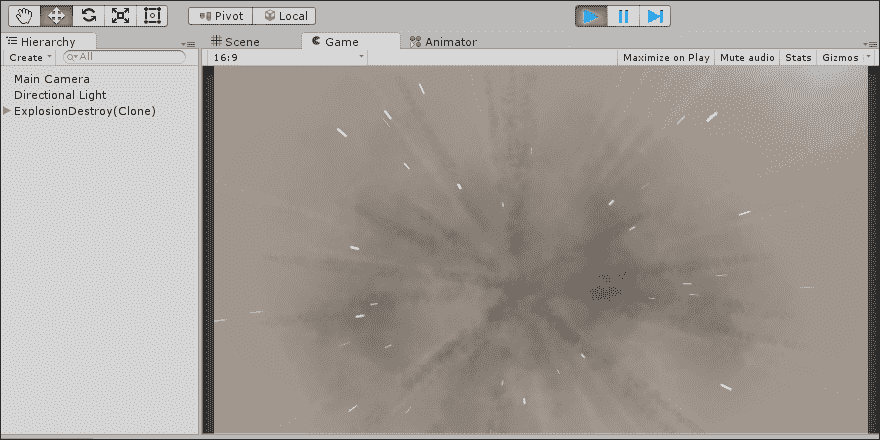 Pivot Local
Hierarchy
Scene Game Animator
Create All
16:9 Maximize on Play Mute audio Stats Gizmos
Main Camera
Directional Light
ExplosionDestroy(Clone)